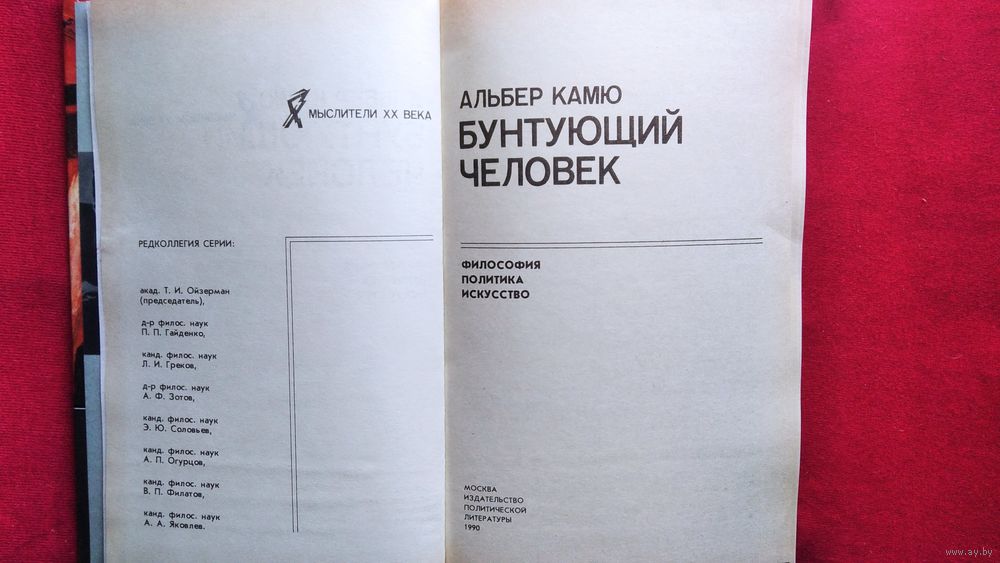 МЫСЛИТЕЛИ XX ВЕКА
РЕДКОЛЛЕГИЯ СЕРИИ:
акад. Т. И. Ойзерман
(председатель),
д-р филос. наук
П. П. Гайденко,
канд. филос. наук
Л. И. Греков,
д-р филос. наук
А. Ф. Зотов,
канд. филос. наук
Э. Ю. Соловьев,
канд. филос. наук
А. П. Огурцов,
канд. филос. наук
В. П. Филатов,
канд. филос. наук
А. А. Яковлев.
АЛЬБЕР КАМЮ
БУНТУЮЩИЙ
ЧЕЛОВЕК
ФИЛОСОФИЯ
ПОЛИТИКА
ИСКУССТВО
МОСКВА
ИЗДАТЕЛЬСТВО
ПОЛИТИЧЕСКОЙ
ЛИТЕРАТУРЫ
1990
www.ay.by